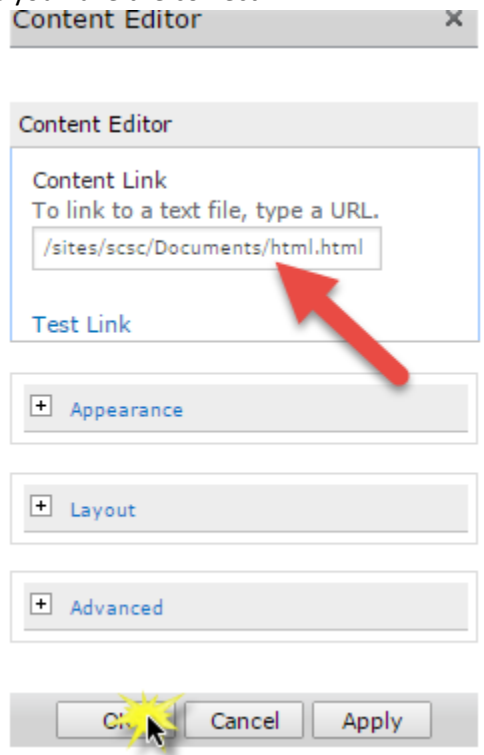 Content Editor
Content Editor
Content Link
To link to a text file, type a URL.
/sites/scsc/Documents/html.html
Test Link
Appearance
Layout
Advanced
Cancel Apply